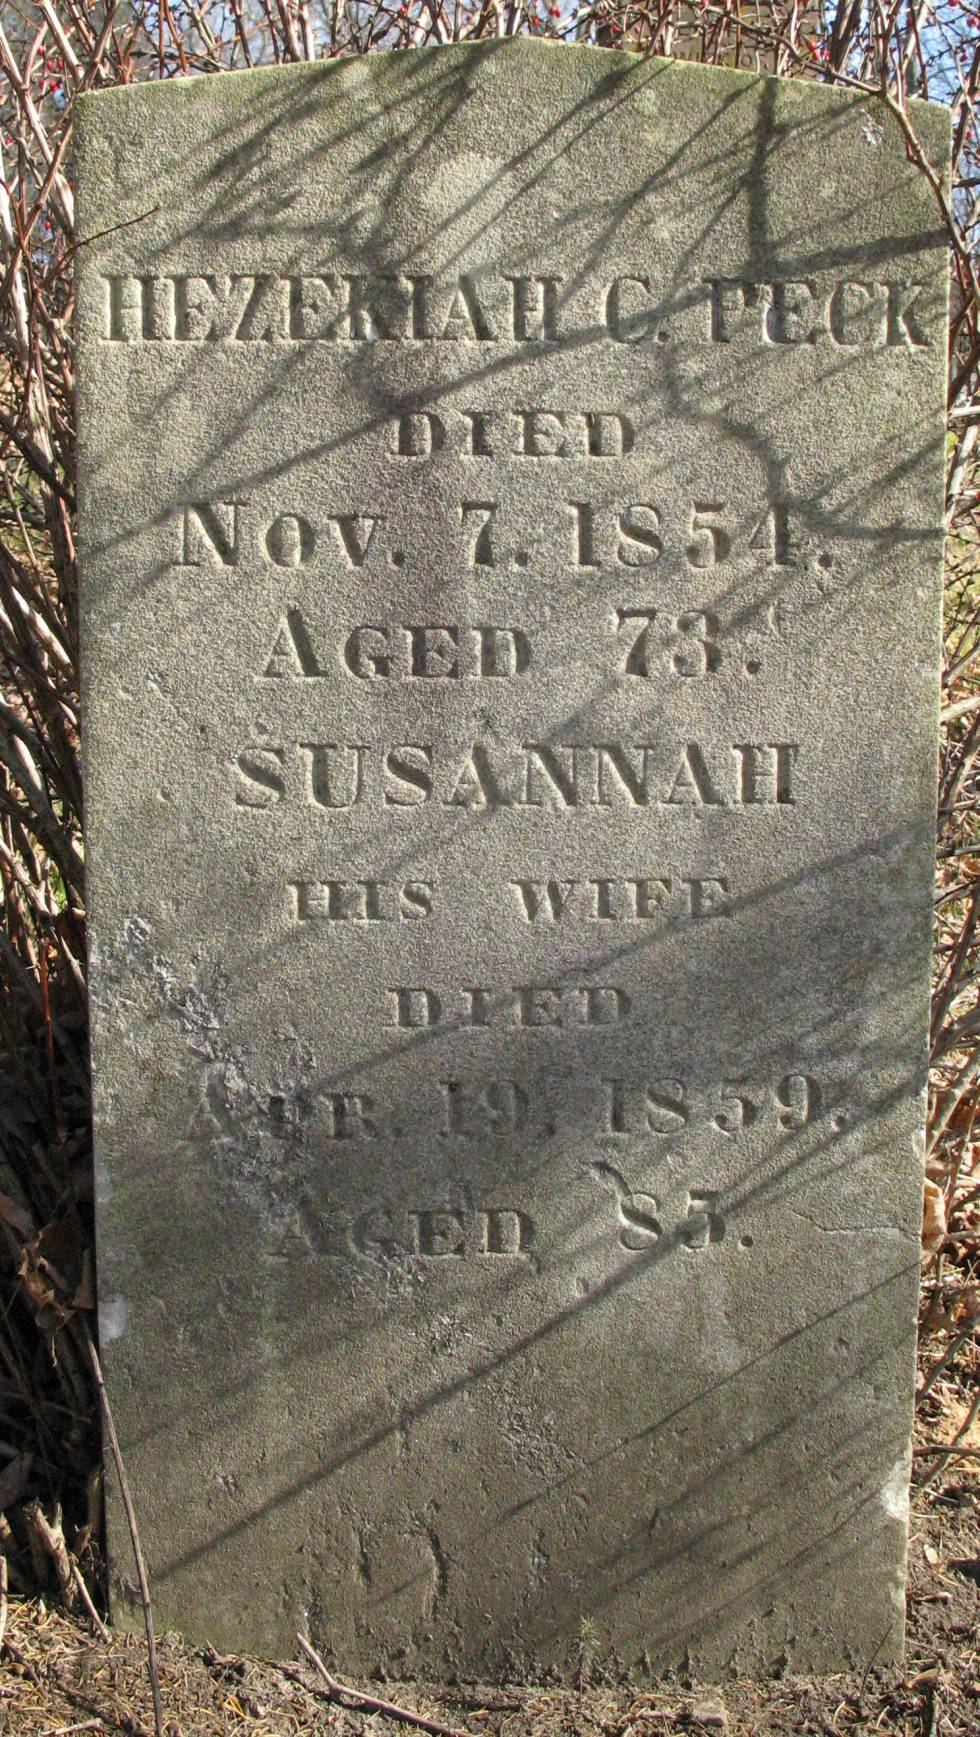 HEZEKIAH C. PECK
DIED
NOV. 7. 1854.
AGED 73.
SUSANNAH
HIS WIFE
DIED
APR. 19, 1859.
AGED 85.